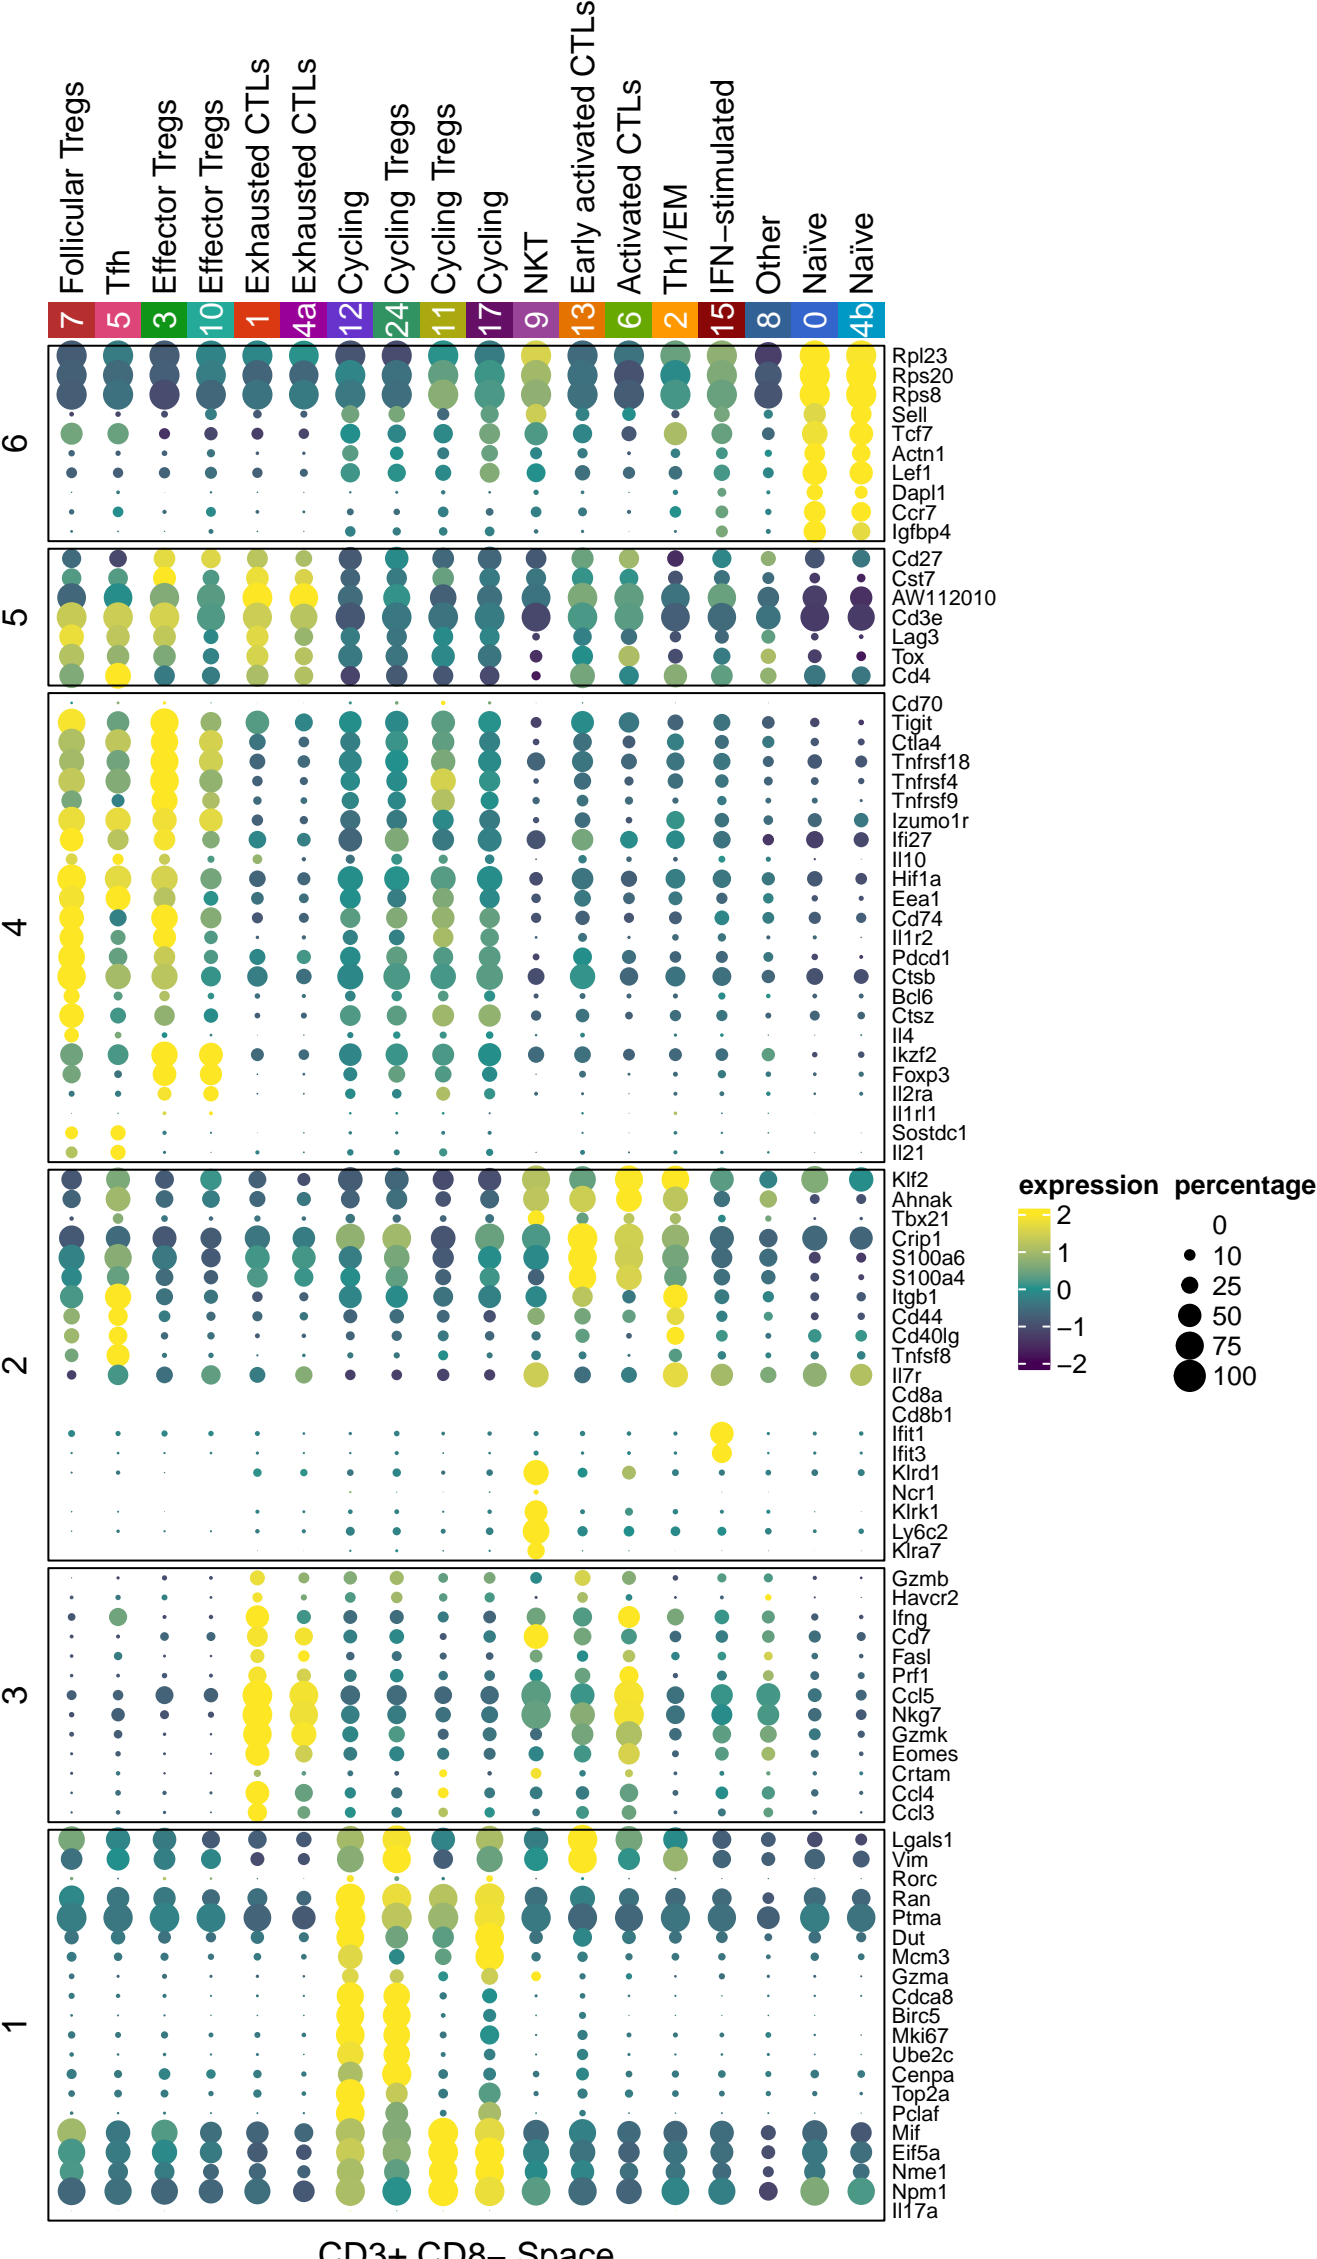 Follicular Tregs
Tfh
Effector Tregs
Effector Tregs
Exhausted CTLs
Exhausted CTLs
Cycling
Cycling Tregs
Cycling Tregs
Cycling
NKT
Early activated CTLs
Activated CTLs
Th1/EM
IFN−stimulated
Other
Naïve
Naïve
7 5 3 10 1 4a 12 24 11 17 9 13 6 2 15 8 0 4b
6
Rpl23
Rps20
Rps8
Sell
Tcf7
Actn1
Lef1
Dapl1
Ccr7
Igfbp4
5
Cd27
Cst7
AW112010
Cd3e
Lag3
Tox
Cd4
4
Cd70
Tigit
Ctla4
Tnfrsf18
Tnfrsf4
Tnfrsf9
Izumo1r
Ifi27
Il10
Hif1a
Eea1
Cd74
Il1r2
Pdcd1
Ctsb
Bcl6
Ctsz
Il4
Ikzf2
Foxp3
Il2ra
Il1rl1
Sostdc1
Il21
2
Klf2
Ahnak
Tbx21
Crip1
S100a6
S100a4
Itgb1
Cd44
Cd40lg
Tnfsf8
Il7r
Cd8a
Cd8b1
Ifit1
Ifit3
Klrd1
Ncr1
Klrk1
Ly6c2
Klra7
3
Gzmb
Havcr2
Ifng
Cd7
Fasl
Prf1
Ccl5
Nkg7
Gzmk
Eomes
Crtam
Ccl4
Ccl3
1
Lgals1
Vim
Rorc
Ran
Ptma
Dut
Mcm3
Gzma
Cdca8
Birc5
Mki67
Ube2c
Cenpa
Top2a
Pclaf
Mif
Eif5a
Nme1
Npm1
Il17a
expression
2
1
0
−1
−2
percentage
0
10
25
50
75
100
CD3+ CD8− Space